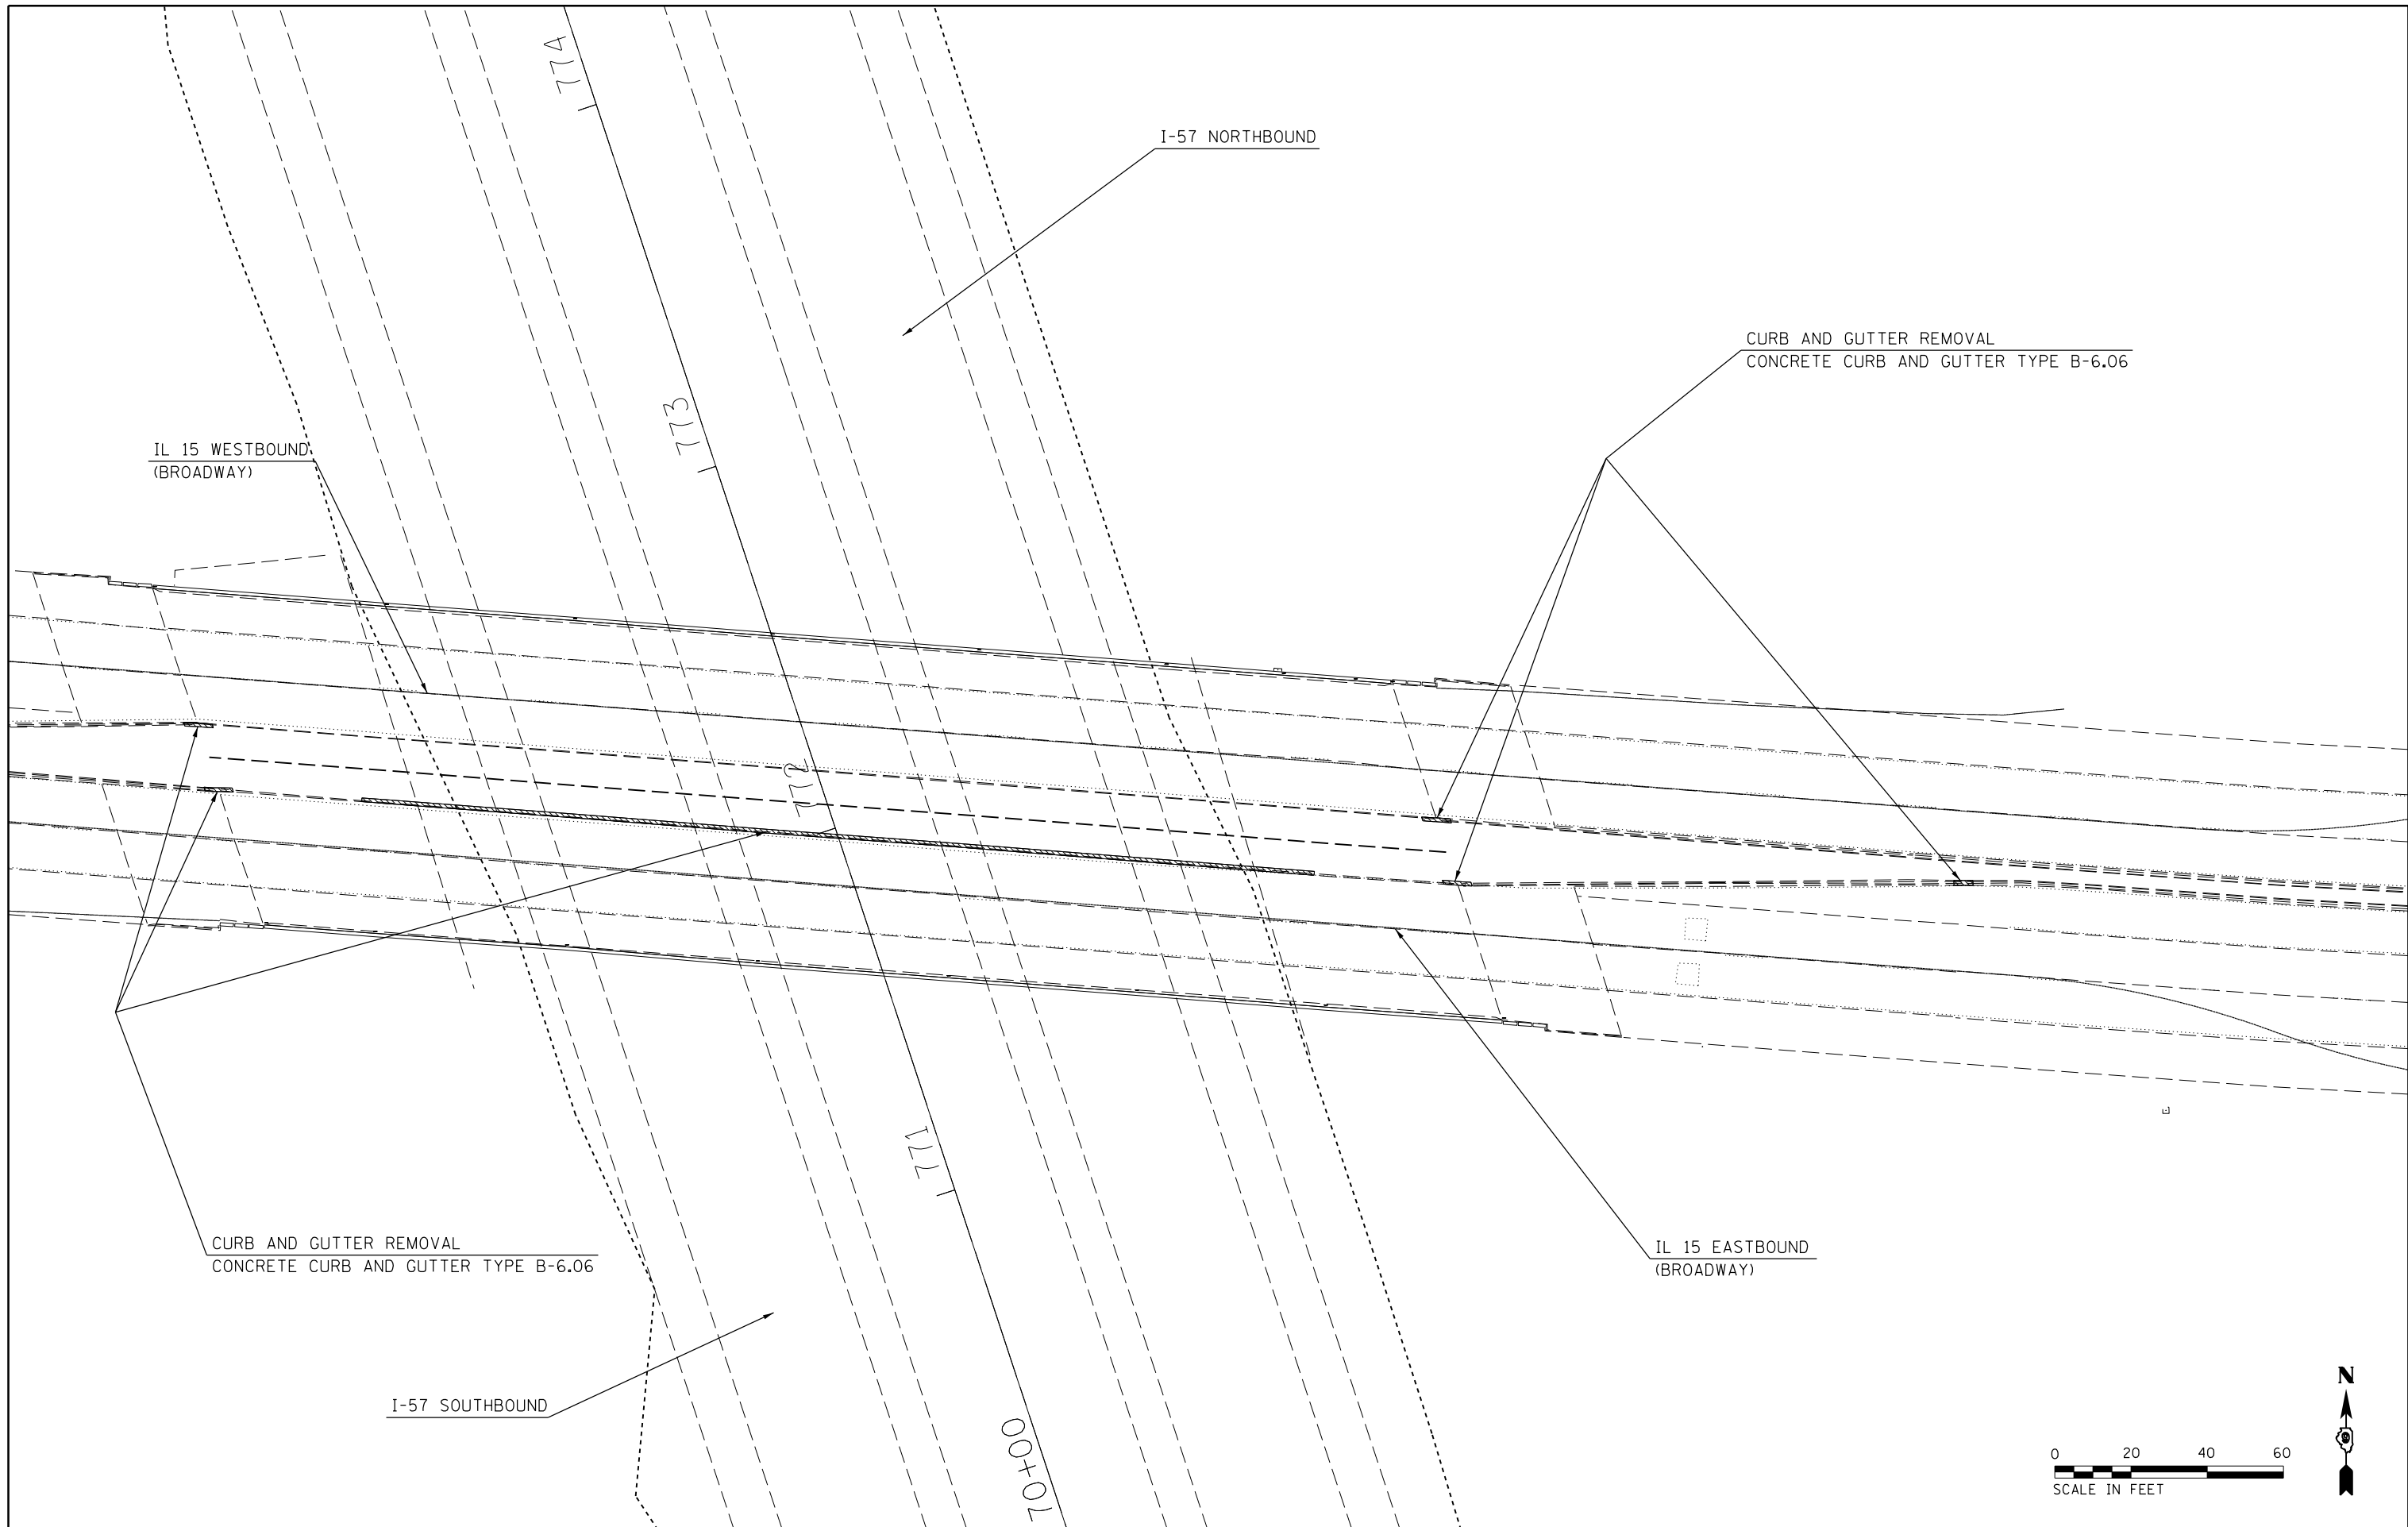 774
I-57 NORTHBOUND
CURB AND GUTTER REMOVAL
CONCRETE CURB AND GUTTER TYPE B-6.06
773
IL 15 WESTBOUND
(BROADWAY)
772
771
CURB AND GUTTER REMOVAL
CONCRETE CURB AND GUTTER TYPE B-6.06
IL 15 EASTBOUND
(BROADWAY)
I-57 SOUTHBOUND
70+00
N
0 20 40 60
SCALE IN FEET